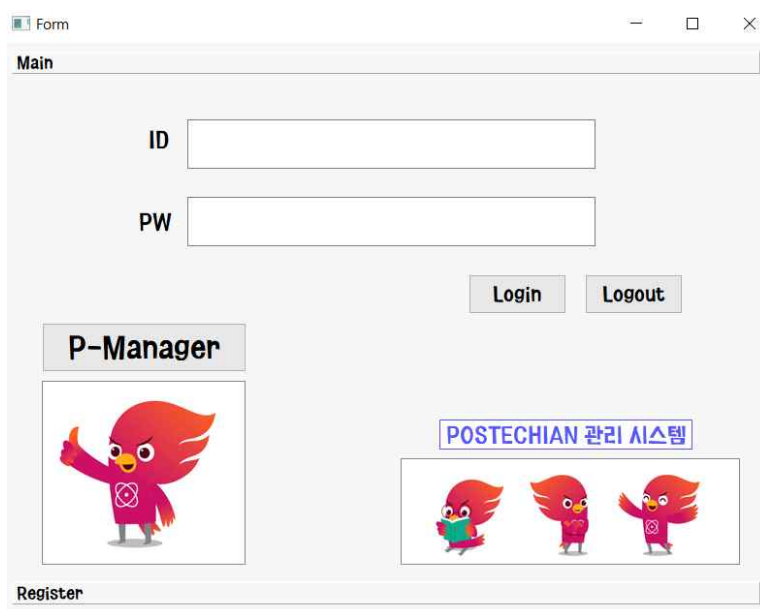 Form
Main
ID
PW
Login Logout
P-Manager
POSTECHIAN 관리 시스템
Register